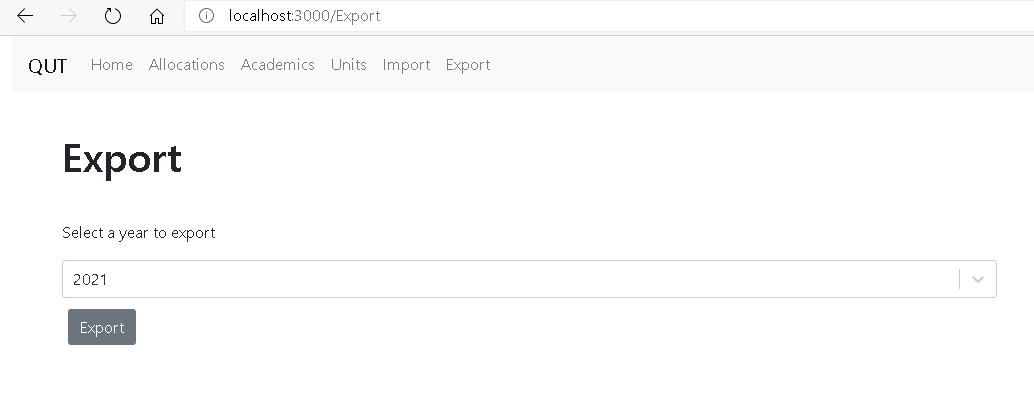 localhost:3000/Export
QUT Home Allocations Academics Units Import Export
Export
Select a year to export
2021
Export